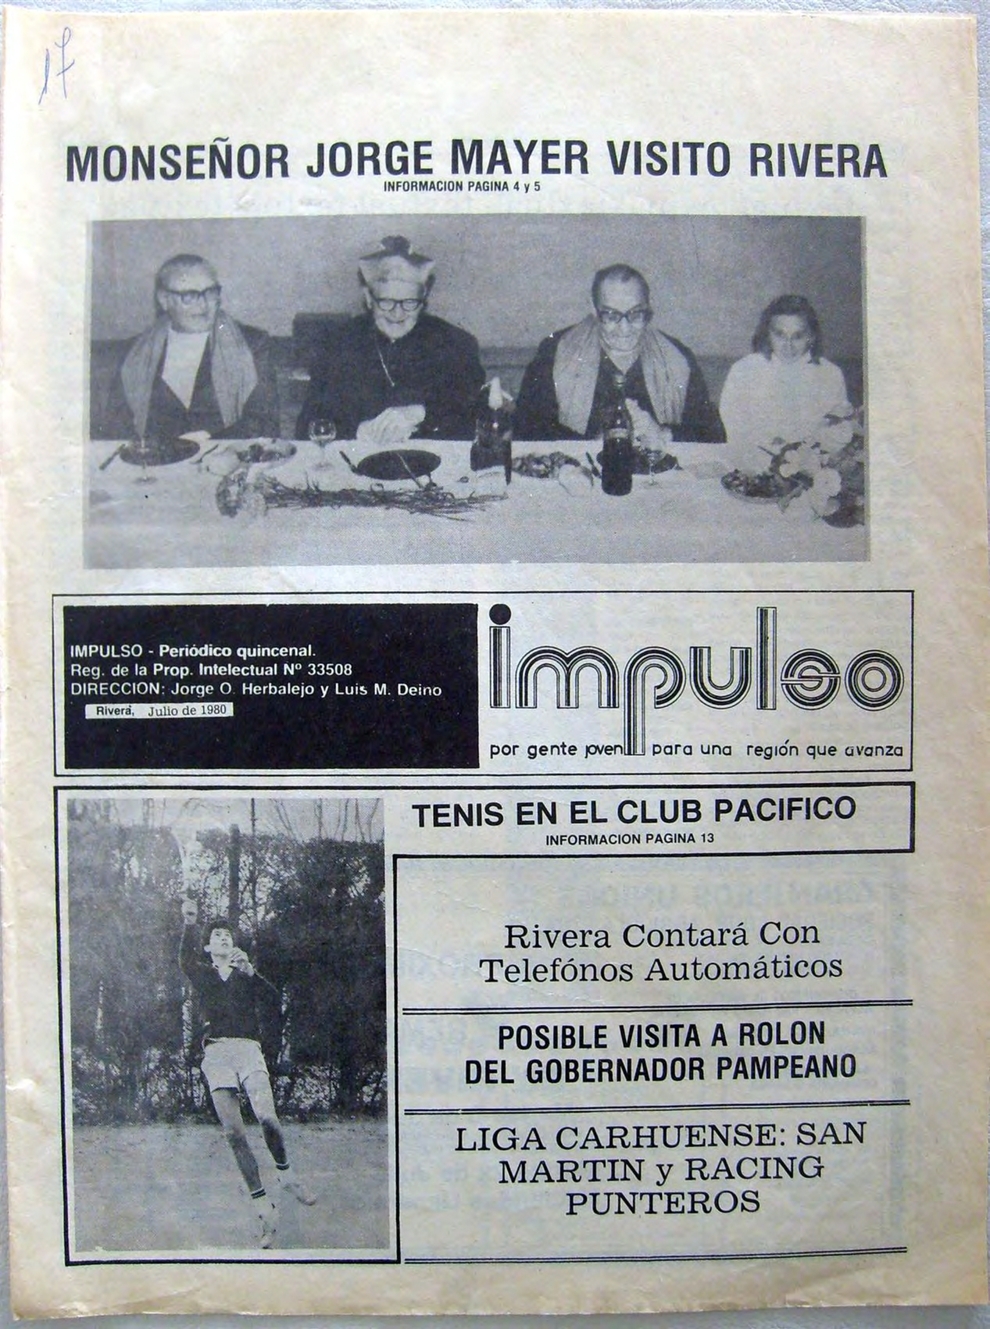 17
MONSEÑOR JORGE MAYER VISITO RIVERA
INFORMACION PAGINA 4 y 5
IMPULSO - Periódico quincenal.
Reg. de la Prop. Intelectual Nº 33508
DIRECCION: Jorge O. Herbalejo y Luis M. Deino
Rivera, Julio de 1980
impulso
por gente joven para una región que avanza
TENIS EN EL CLUB PACIFICO
INFORMACION PAGINA 13
Rivera Contará Con
Telefónos Automáticos
POSIBLE VISITA A ROLON
DEL GOBERNADOR PAMPEANO
LIGA CARHUENSE: SAN
MARTIN y RACING
PUNTEROS